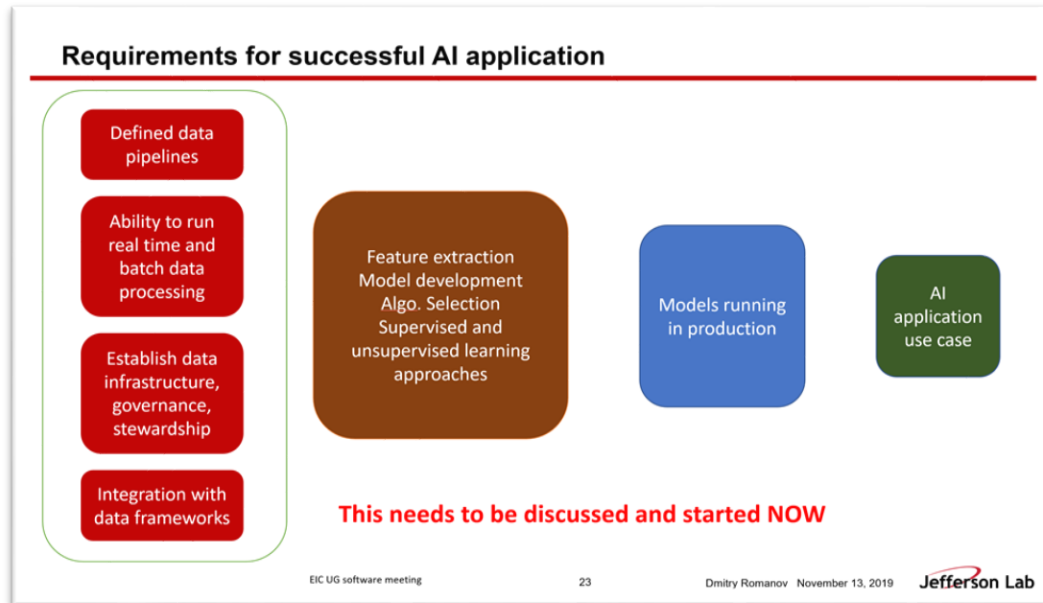 Requirements for successful AI application
Defined data
pipelines
Ability to run
real time and
batch data
processing
Establish data
infrastructure,
governance,
stewardship
Integration with
data frameworks
Feature extraction
Model development
Algo. Selection
Supervised and
unsupervised learning
approaches
Models running
in production
AI
application
use case
This needs to be discussed and started NOW
EIC UG software meeting
23
Dmitry Romanov November 13, 2019
Jefferson Lab